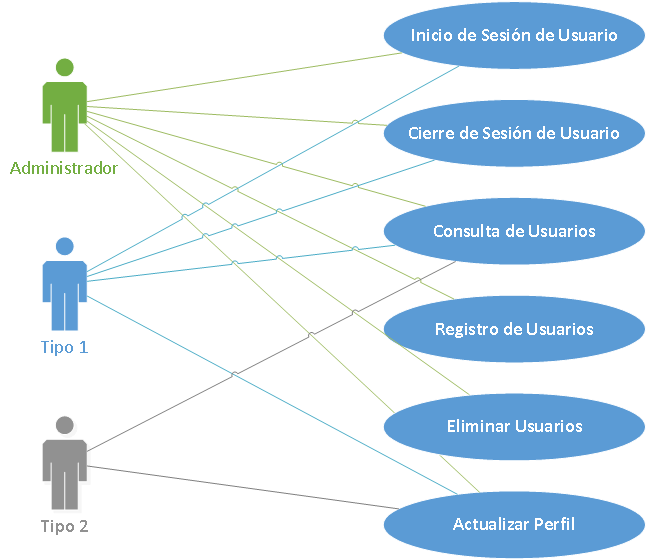 Inicio de Sesión de Usuario
Cierre de Sesión de Usuario
Administrador
Consulta de Usuarios
Registro de Usuarios
Tipo 1
Eliminar Usuarios
Actualizar Perfil
Tipo 2